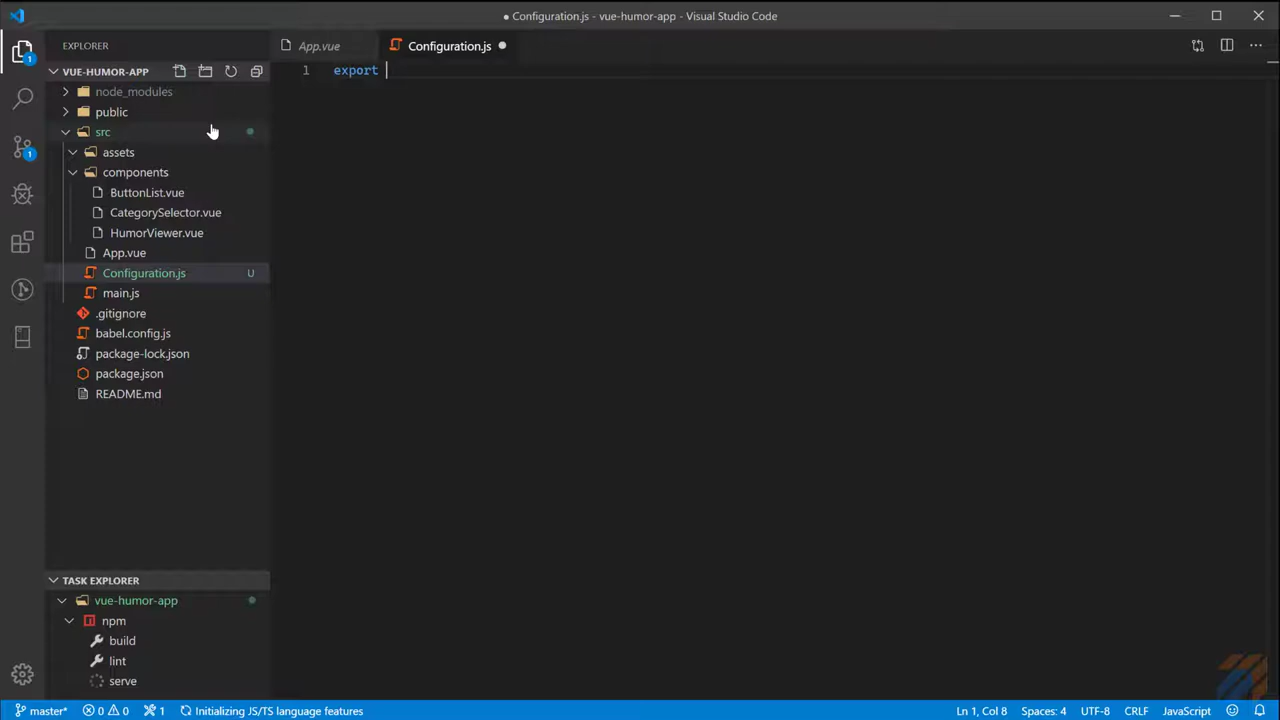 ● Configuration.js - vue-humor-app - Visual Studio Code
EXPLORER
App.vue
Configuration.js
VUE-HUMOR-APP
1 export
node_modules
public
src
assets
components
ButtonList.vue
CategorySelector.vue
HumorViewer.vue
App.vue
Configuration.js U
main.js
.gitignore
babel.config.js
package-lock.json
package.json
README.md
1
1
TASK EXPLORER
vue-humor-app
npm
build
lint
serve
master* 0 0 1 Initializing JS/TS language features Ln 1, Col 8 Spaces: 4 UTF-8 CRLF JavaScript